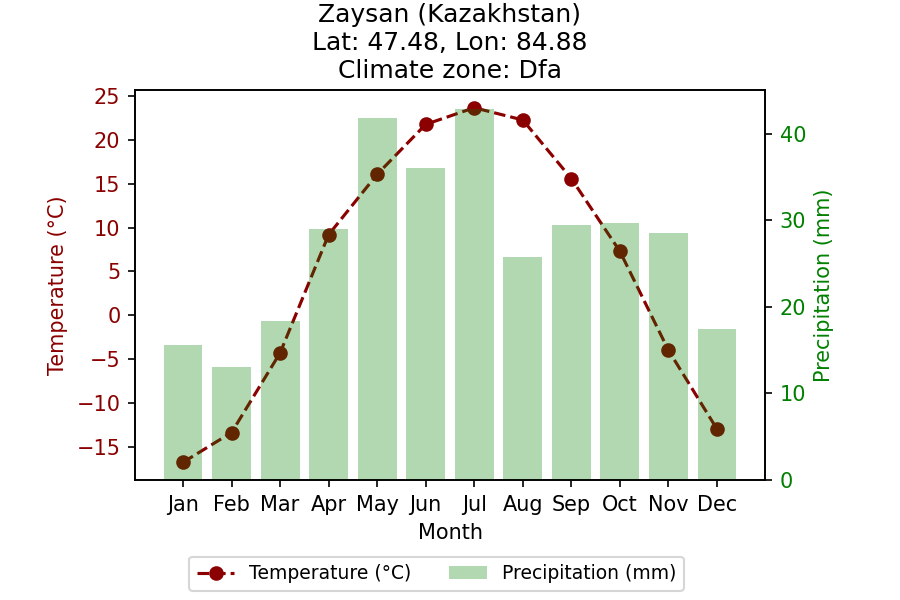 Zaysan (Kazakhstan)
Lat: 47.48, Lon: 84.88
Climate zone: Dfa
Temperature (°C)
25
20
15
10
5
0
−5
−10
−15
40
30
20
10
0
Precipitation (mm)
Jan Feb Mar Apr May Jun Jul Aug Sep Oct Nov Dec
Month
Temperature (°C) Precipitation (mm)